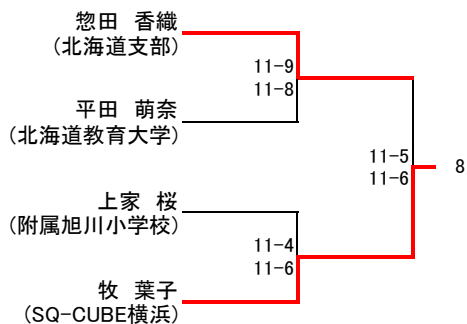 惣田　香織
(北海道支部)
11-9
11-8
平田　萌奈
(北海道教育大学)
11-5
11-6
8
上家　桜
(附属旭川小学校)
11-4
11-6
牧　葉子
(SQ-CUBE横浜)